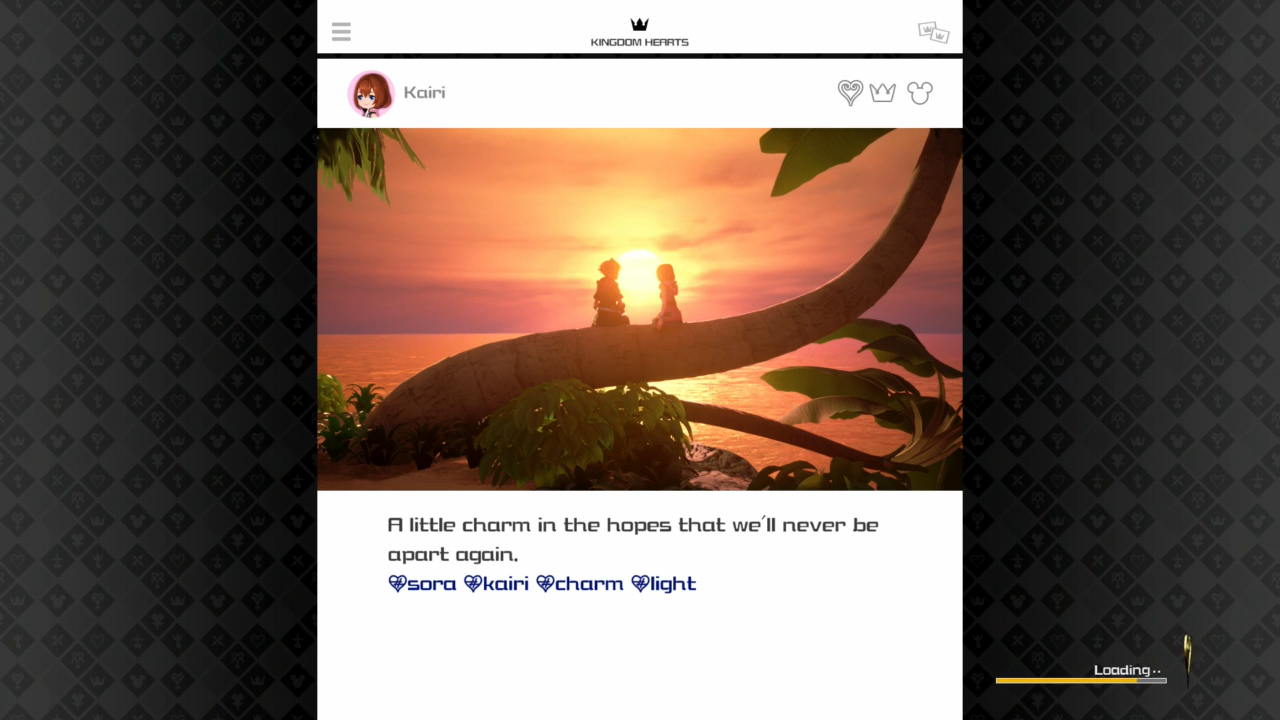 KINGDOM HEARTS
Kairi
A little charm in the hopes that we'll never be
apart again.
sora kairi charm light
Loading..